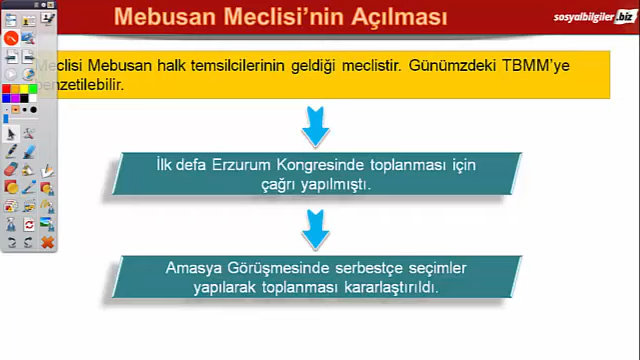 Mebusan Meclisi'nin Açılması
sosyalbilgiler.biz
Meclisi Mebusan halk temsilcilerinin geldiği meclistir. Günümzdeki TBMM'ye
benzetilebilir.
İlk defa Erzurum Kongresinde toplanması için
çağrı yapılmıştı.
Amasya Görüşmesinde serbestçe seçimler
yapılarak toplanması kararlaştırıldı.